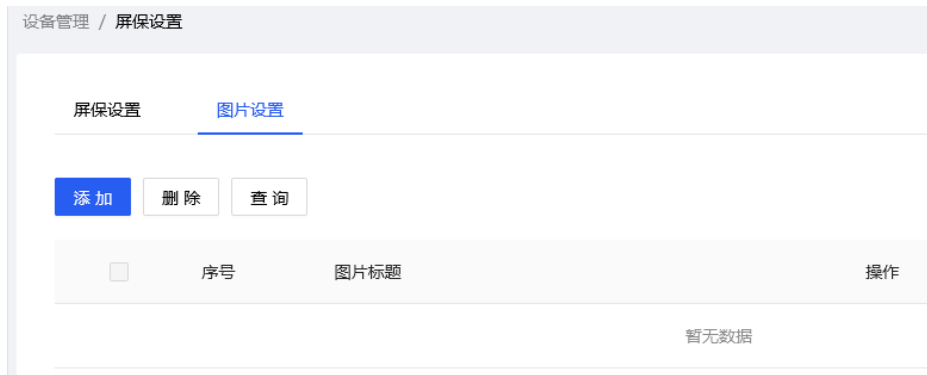 设备管理 / 屏保设置
屏保设置 图片设置
添加 删除 查询
序号 图片标题 操作
暂无数据